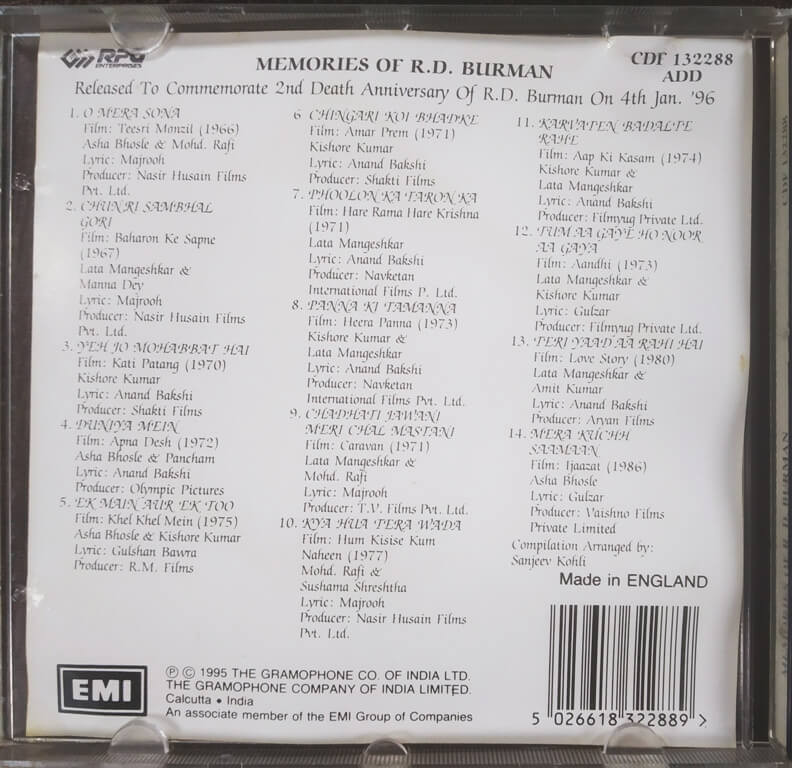 RPG
ENTERPRISES
MEMORIES OF R.D. BURMAN
CDF 132288
ADD
Released To Commemorate 2nd Death Anniversary Of R.D. Burman On 4th Jan. '96
1. O MERA SONA
Film: Teesri Monzil (1966)
Asha Bhosle & Mohd. Rafi
Lyric: Majrooh
Producer: Nasir Husain Films
Pvt. Ltd.
2. CHUNRI SAMBHAL
GORI
Film: Baharon Ke Sapne
(1967)
Lata Mangeshkar &
Manna Dey
Lyric: Majrooh
Producer: Nasir Husain Films
Pvt. Ltd.
3. YEH JO MOHABBAT HAI
Film: Kati Patang (1970)
Kishore Kumar
Lyric: Anand Bakshi
Producer: Shakti Films
4. DUNIYA MEIN
Film: Apna Desh (1972)
Asha Bhosle & Pancham
Lyric: Anand Bakshi
Producer: Olympic Pictures
5. EK MAIN AUR EK TOO
Film: Khel Khel Mein (1975)
Asha Bhosle & Kishore Kumar
Lyric: Gulshan Bawra
Producer: R.M. Films
6 CHINGARI KOI BHADKE
Film: Amar Prem (1971)
Kishore Kumar
Lyric: Anand Bakshi
Producer: Shakti Films
7. PHOOLON KA TARON KA
Film: Hare Rama Hare Krishna
(1971)
Lata Mangeshkar
Lyric: Anand Bakshi
Producer: Navketan
International Films P. Ltd.
8. PANNA KI TAMANNA
Film: Heera Panna (1973)
Kishore Kumar &
Lata Mangeshkar
Lyric: Anand Bakshi
Producer: Navketan
International Films Pvt. Ltd.
9. CHADHATI JAWANI
MERI CHAL MASTANI
Film: Caravan (1971)
Lata Mangeshkar &
Mohd. Rafi
Lyric: Majrooh
Producer: T.V. Films Pvt. Ltd.
10. KYA HUA TERA WADA
Film: Hum Kisise Kum
Naheen (1977)
Mohd. Rafi &
Sushama Shreshtha
Lyric: Majrooh
Producer: Nasir Husain Films
Pvt. Ltd.
11. KARVATEN BADALTE
RAHE
Film: Aap Ki Kasam (1974)
Kishore Kumar &
Lata Mangeshkar
Lyric: Anand Bakshi
Producer: Filmyug Private Ltd.
12. TUM AA GAYE HO NOOR
AA GAYA
Film: Aandhi (1973)
Lata Mangeshkar &
Kishore Kumar
Lyric: Gulzar
Producer: Filmyug Private Ltd.
13. TERI YAAD AA RAHI HAI
Film: Love Story (1980)
Lata Mangeshkar &
Amit Kumar
Lyric: Anand Bakshi
Producer: Aryan Films
14. MERA KUCHH
SAAMAAN
Film: Ijaazat (1986)
Asha Bhosle
Lyric: Gulzar
Producer: Vaishno Films
Private Limited
Compilation Arranged by:
Sanjeev Kohli
Made in ENGLAND
EMI
Ⓟ © 1995 THE GRAMOPHONE CO. OF INDIA LTD.
THE GRAMOPHONE COMPANY OF INDIA LIMITED.
Calcutta • India
An associate member of the EMI Group of Companies
5 026618 322889 >
CDF 132288
MEMORIES OF R.D. BURMAN